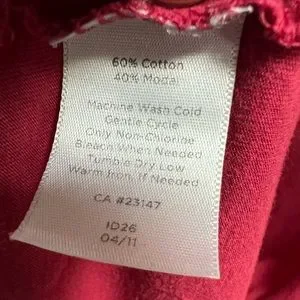 60% Cotton
40% Modal
Machine Wash Cold
Gentle Cycle
Only Non-Chlorine
Bleach When Needed
Tumble Dry Low
Warm Iron, If Needed
CA #23147
ID26
04/11